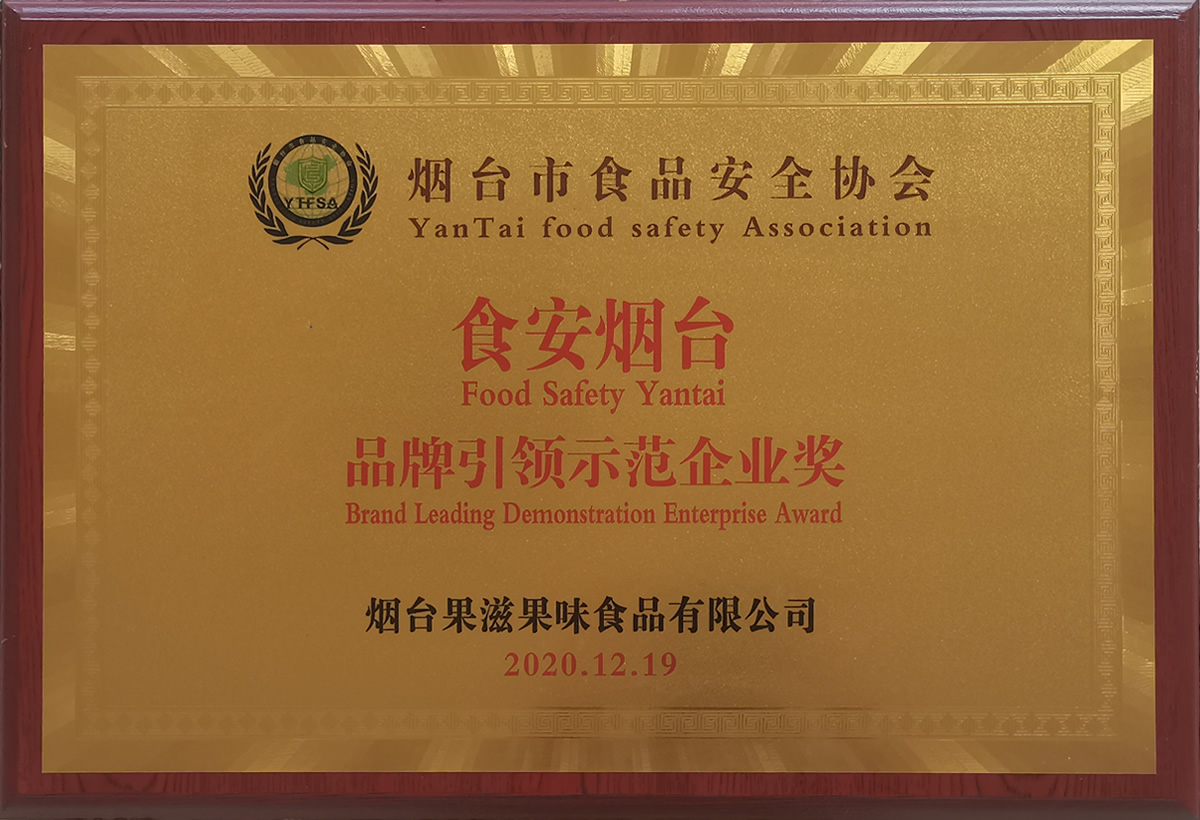 YTFSA
烟台市食品安全协会
YanTai food safety Association
食安烟台
Food Safety Yantai
品牌引领示范企业奖
Brand Leading Demonstration Enterprise Award
烟台果滋果味食品有限公司
2020.12.19